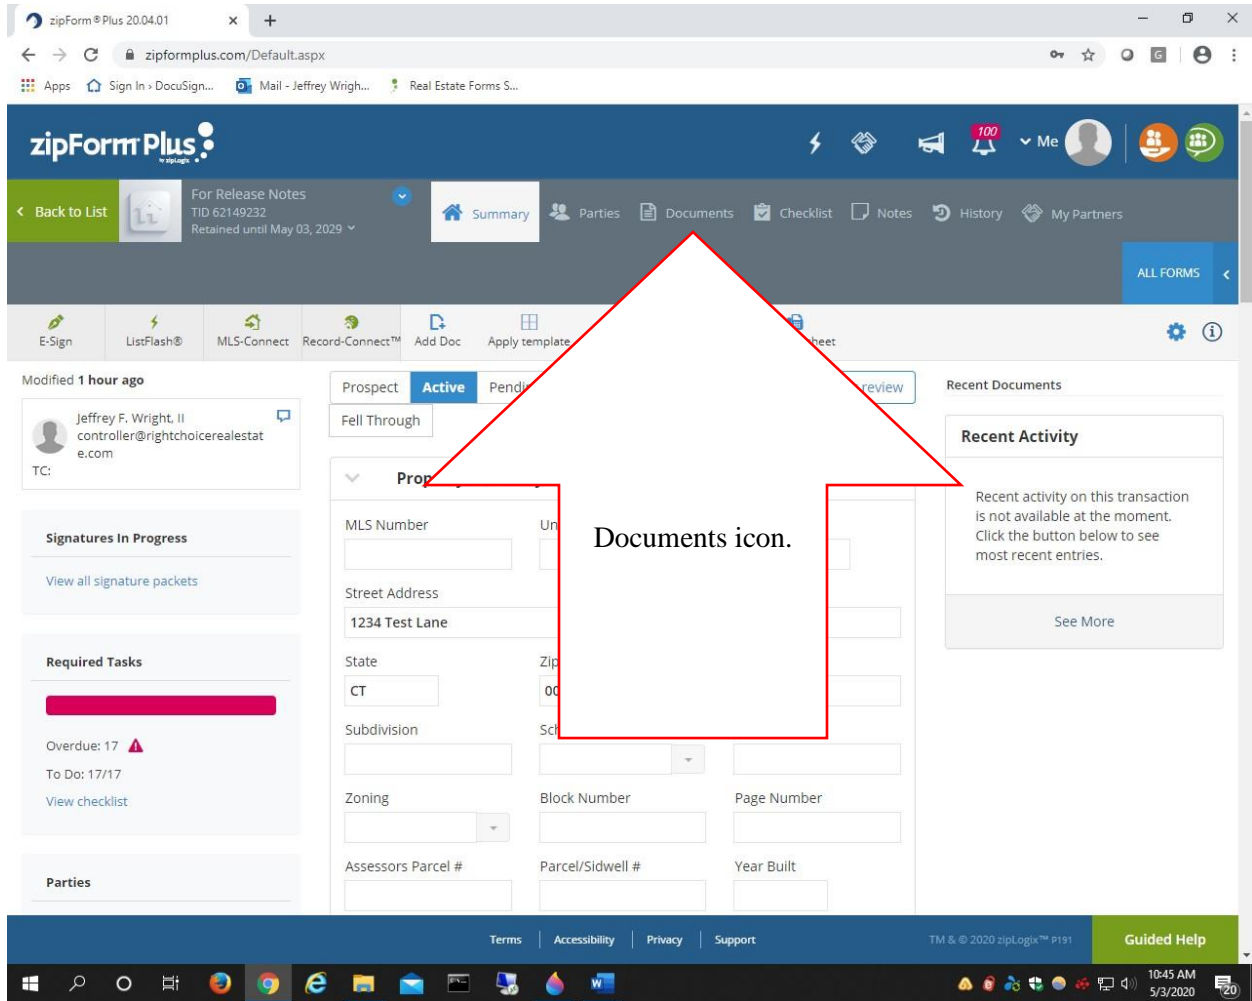 zipForm® Plus 20.04.01
zipformplus.com/Default.aspx
Apps Sign In › DocuSign... Mail - Jeffrey Wrigh... Real Estate Forms S...
zipForm Plus
by zipLogix
100
Me
Back to List
For Release Notes
TID 62149232
Retained until May 03, 2029
Summary Parties Documents Checklist Notes History My Partners
ALL FORMS
E-Sign ListFlash® MLS-Connect Record-Connect™ Add Doc Apply template
Modified 1 hour ago
Jeffrey F. Wright, II
controller@rightchoicerealestat
e.com
TC:
Signatures In Progress
View all signature packets
Required Tasks
Overdue: 17
To Do: 17/17
View checklist
Parties
Prospect Active review
Fell Through
MLS Number
Street Address
1234 Test Lane
State
CT
Subdivision
Zoning Block Number Page Number
Assessors Parcel # Parcel/Sidwell # Year Built
Documents icon.
Recent Documents
Recent Activity
Recent activity on this transaction
is not available at the moment.
Click the button below to see
most recent entries.
See More
Terms Accessibility Privacy Support
TM & © 2020 zipLogix™ P191
Guided Help
10:45 AM
5/3/2020
20